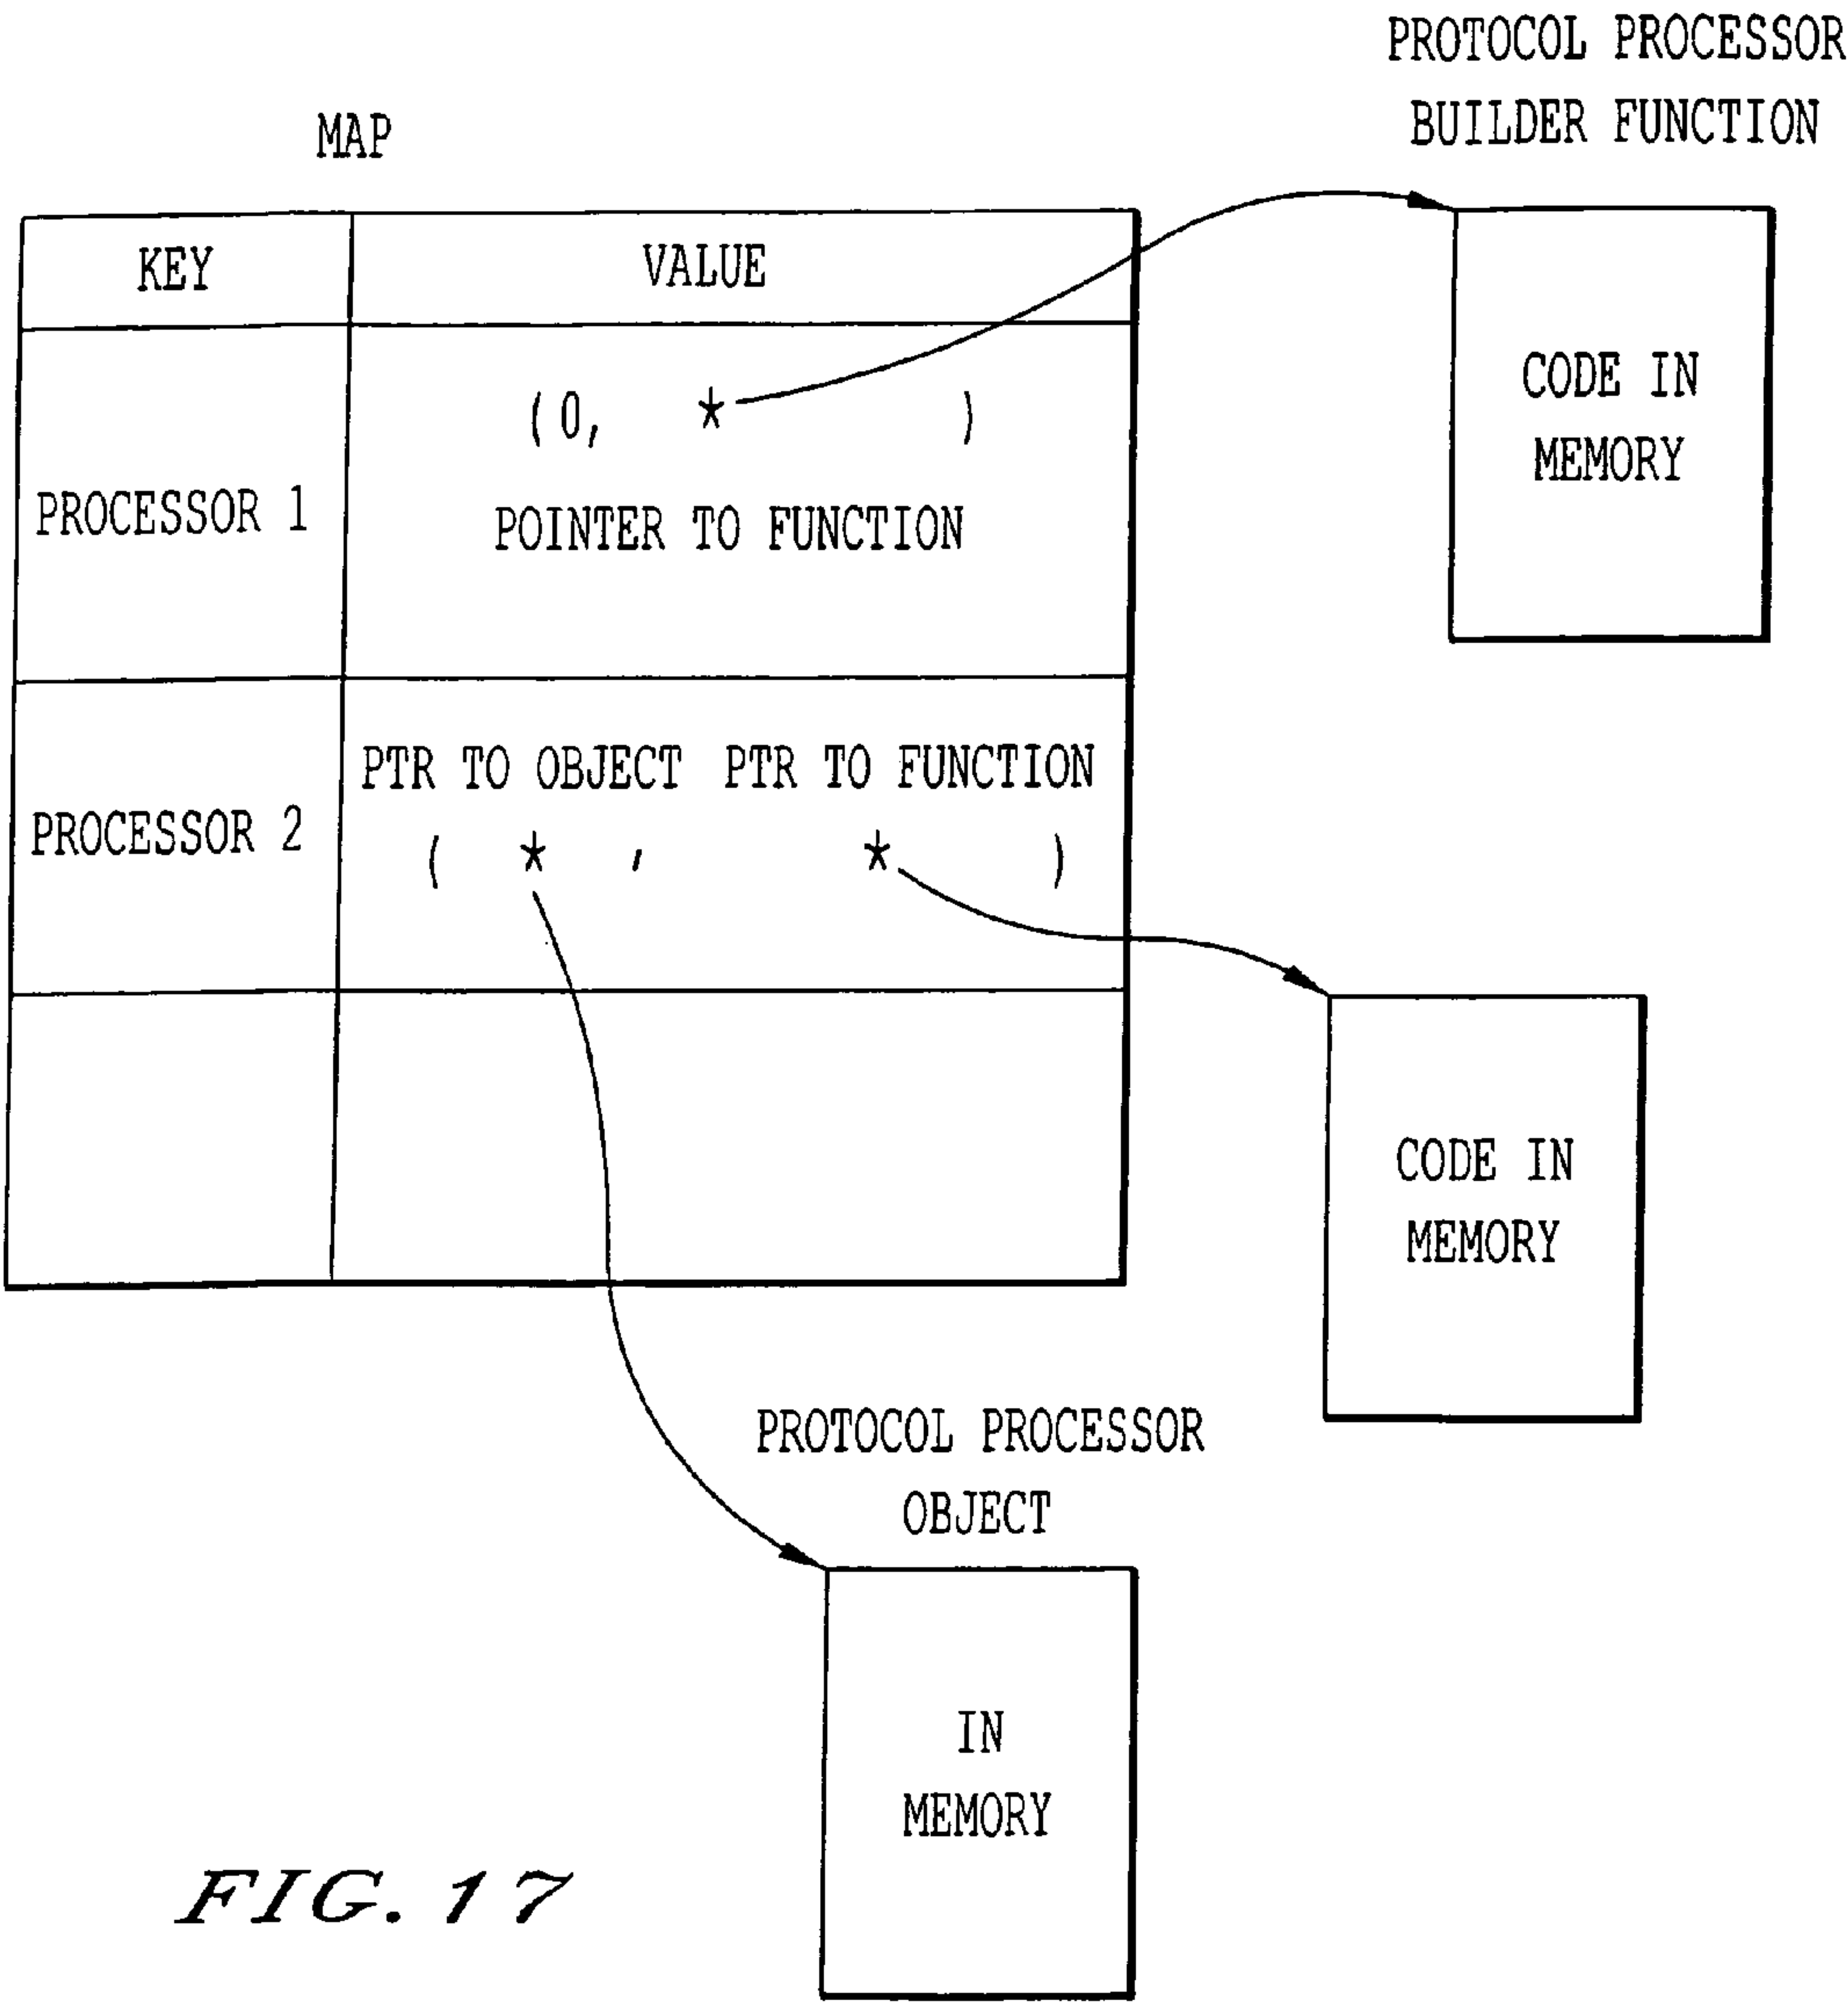 PROTOCOL PROCESSOR
BUILDER FUNCTION
MAP
KEY VALUE
(0, * )
PROCESSOR 1
POINTER TO FUNCTION
CODE IN
MEMORY
PTR TO OBJECT PTR TO FUNCTION
PROCESSOR 2
( * , * )
CODE IN
MEMORY
PROTOCOL PROCESSOR
OBJECT
IN
MEMORY
FIG. 17